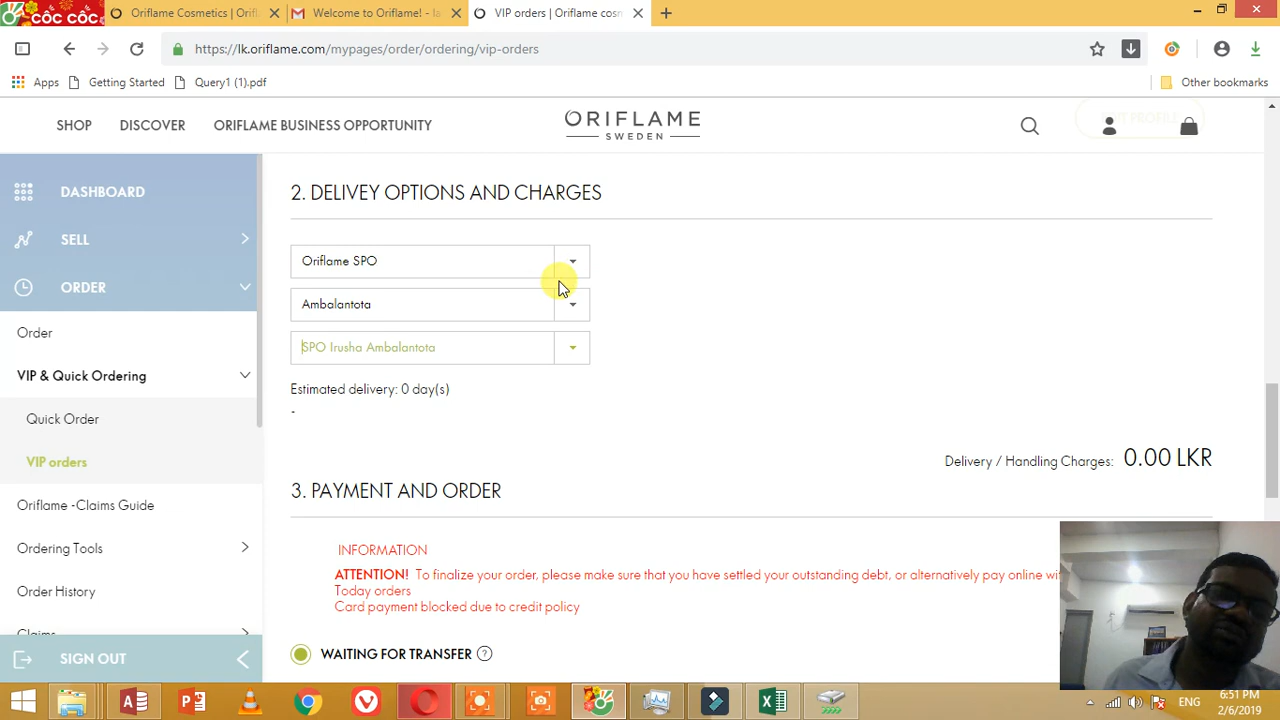 CỐC CỐC
Oriflame Cosmetics | Orifl
Welcome to Oriflame! - la
VIP orders | Oriflame cosm
https://lk.oriflame.com/mypages/order/ordering/vip-orders
Apps
Getting Started
Query1 (1).pdf
Other bookmarks
SHOP
DISCOVER
ORIFLAME BUSINESS OPPORTUNITY
ORIFLAME
SWEDEN
DASHBOARD
SELL
ORDER
Order
VIP & Quick Ordering
Quick Order
VIP orders
Oriflame -Claims Guide
Ordering Tools
Order History
Claims
SIGN OUT
2. DELIVEY OPTIONS AND CHARGES
Oriflame SPO
Ambalantota
SPO Irusha Ambalantota
Estimated delivery: 0 day(s)
-
Delivery / Handling Charges: 0.00 LKR
3. PAYMENT AND ORDER
INFORMATION
ATTENTION! To finalize your order, please make sure that you have settled your outstanding debt, or alternatively pay online wi
Today orders
Card payment blocked due to credit policy
WAITING FOR TRANSFER ?
ENG
6:51 PM
2/6/2019